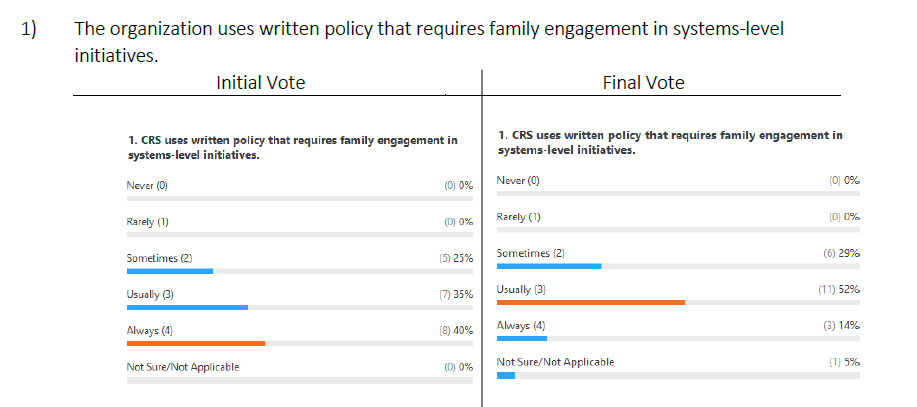 1) The organization uses written policy that requires family engagement in systems-level
initiatives.
Initial Vote
1. CRS uses written policy that requires family engagement in
systems-level initiatives.
Never (0) (0) 0%
Rarely (1) (0) 0%
Sometimes (2) (5) 25%
Usually (3) (7) 35%
Always (4) (8) 40%
Not Sure/Not Applicable (0) 0%
Final Vote
1. CRS uses written policy that requires family engagement in
systems-level initiatives.
Never (0) (0) 0%
Rarely (1) (0) 0%
Sometimes (2) (6) 29%
Usually (3) (11) 52%
Always (4) (3) 14%
Not Sure/Not Applicable (1) 5%